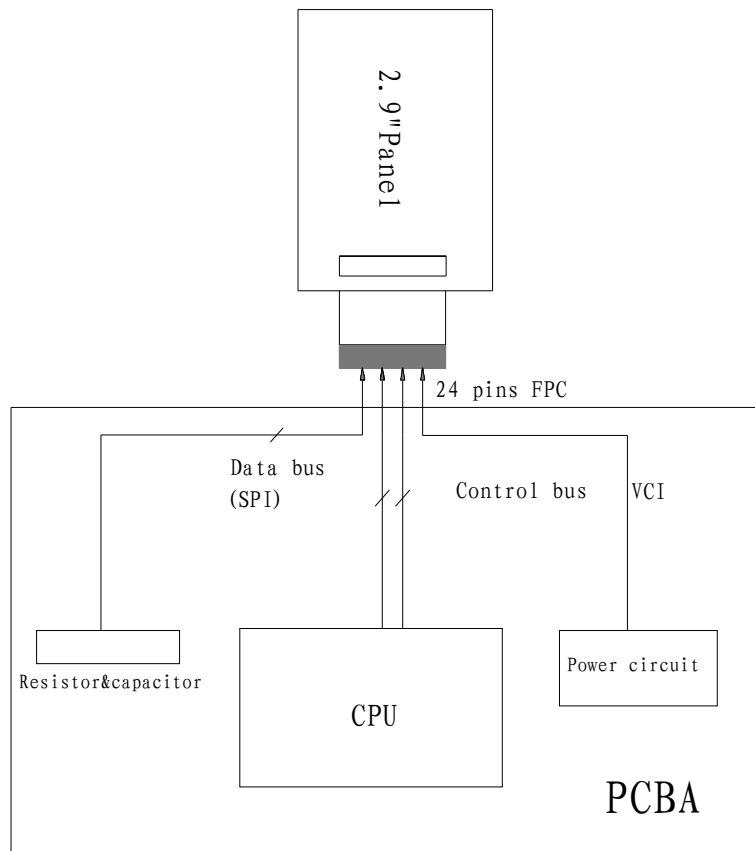 2.9"Panel
24 pins FPC
Data bus
(SPI)
Control bus
VCI
Resistor&capacitor
CPU
Power circuit
PCBA